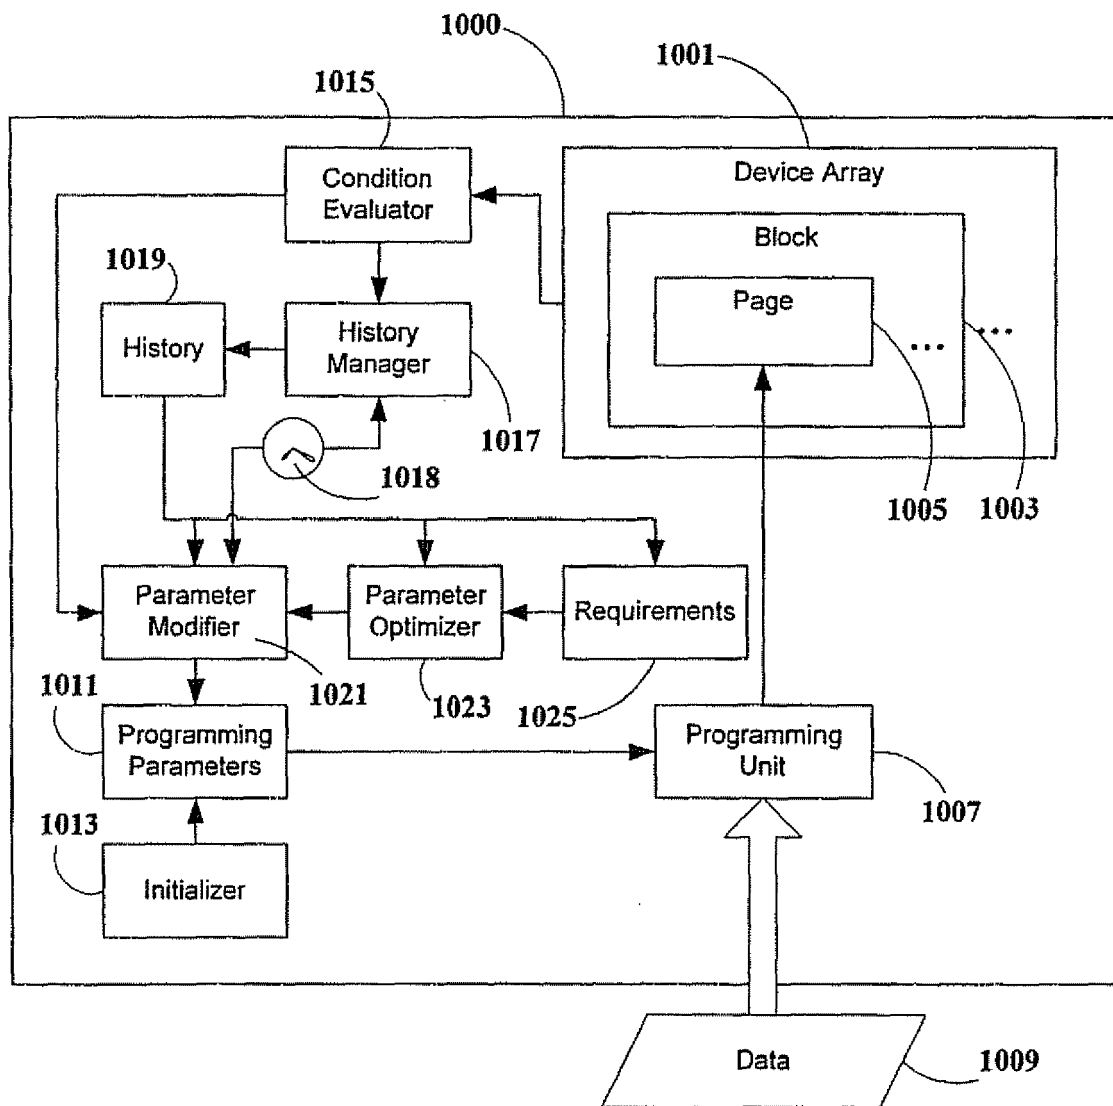 1000
1001
1015
Device Array
Condition
Evaluator
Block
1019
Page
History
History
Manager
1017
1018
1005
1003
Parameter
Modifier
Parameter
Optimizer
Requirements
1021
1023
1025
1011
Programming
Parameters
Programming
Unit
1007
1013
Initializer
Data
1009